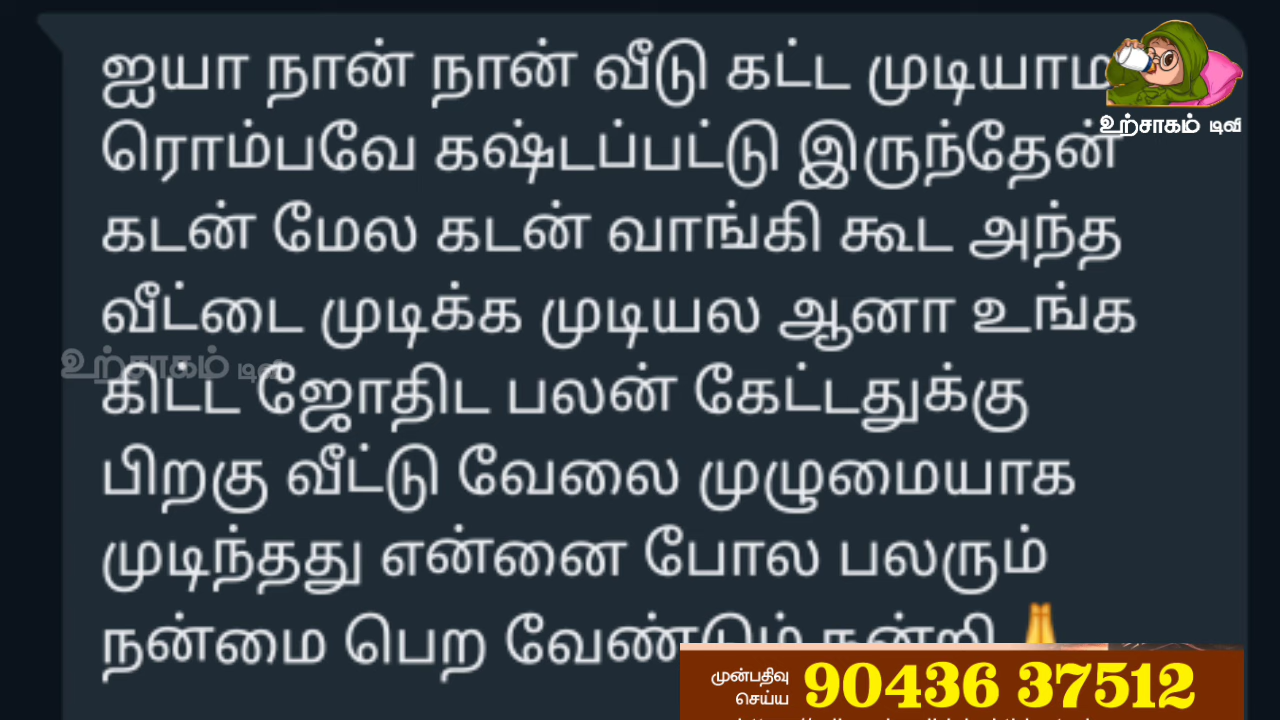 ஐயா நான் நான் வீடு கட்ட முடியாம
ரொம்பவே கஷ்டப்பட்டு இருந்தேன்
கடன் மேல கடன் வாங்கி கூட அந்த
வீட்டை முடிக்க முடியல ஆனா உங்க
கிட்ட ஜோதிட பலன் கேட்டதுக்கு
பிறகு வீட்டு வேலை முழுமையாக
முடிந்தது என்னை போல பலரும்
நன்மை பெற வேண்டும் நன்றி 🙏
உற்சாகம் டிவி
உற்சாகம் டிவி
முன்பதிவு
செய்ய
90436 37512